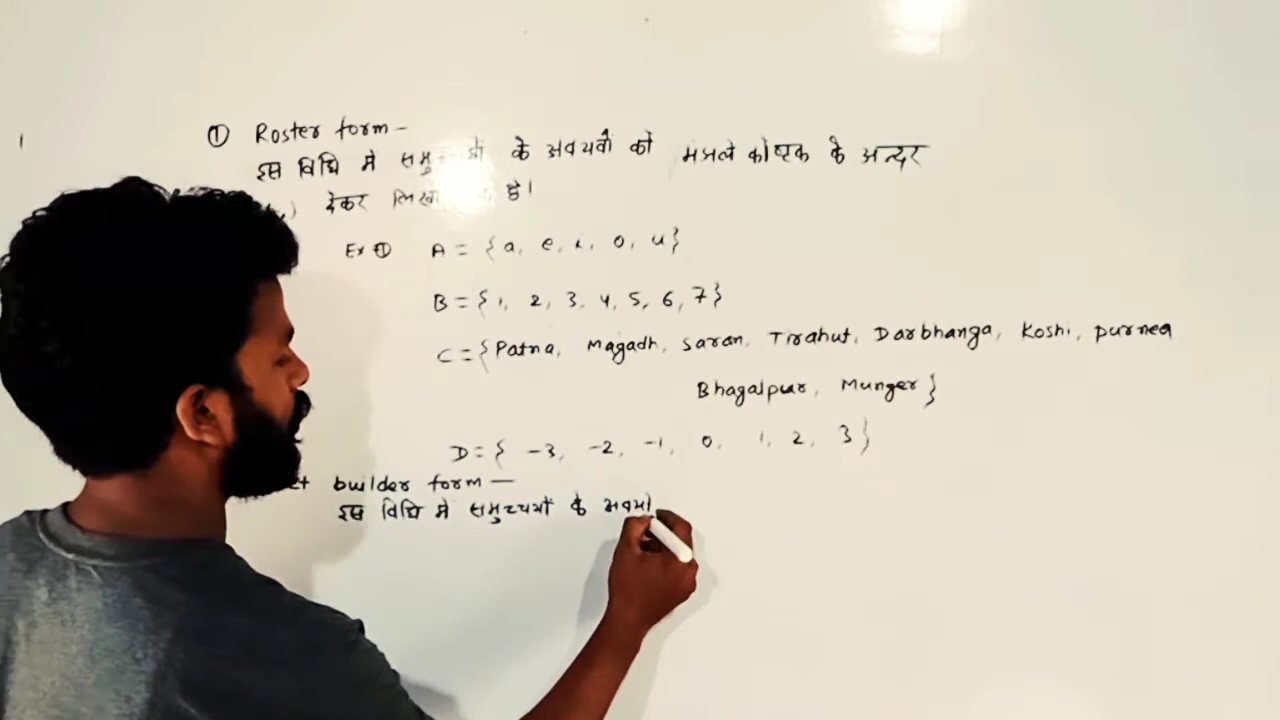 ① Roster form –
इस विधि में के अवयवों को मंझले कोष्टक के अन्दर
देकर लिखा है।
Ex ① A = {a, e, i, o, u}
B = {1, 2, 3, 4, 5, 6, 7}
C = {Patna, Magadh, Saran, Tirahut, Darbhanga, Koshi, Purnea
Bhagalpur, Munger}
D = { -3, -2, -1, 0, 1, 2, 3}
builder form —
इस विधि में समुच्चयों के